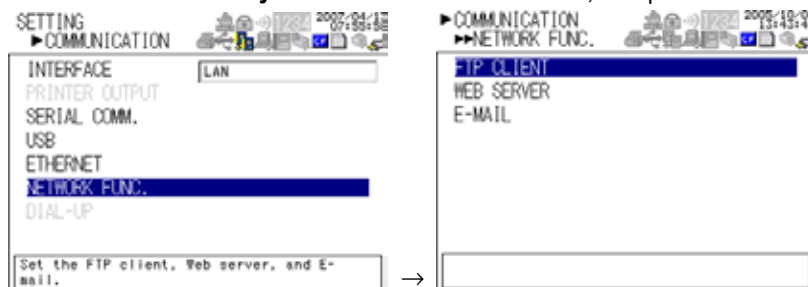 SETTING
►COMMUNICATION
INTERFACE
LAN
PRINTER OUTPUT
SERIAL COMM.
USB
ETHERNET
NETWORK FUNC.
DIAL-UP
Set the FTP client, Web server, and E-
mail.
→
►COMMUNICATION
►►NETWORK FUNC.
1234
FTP CLIENT
WEB SERVER
E-MAIL